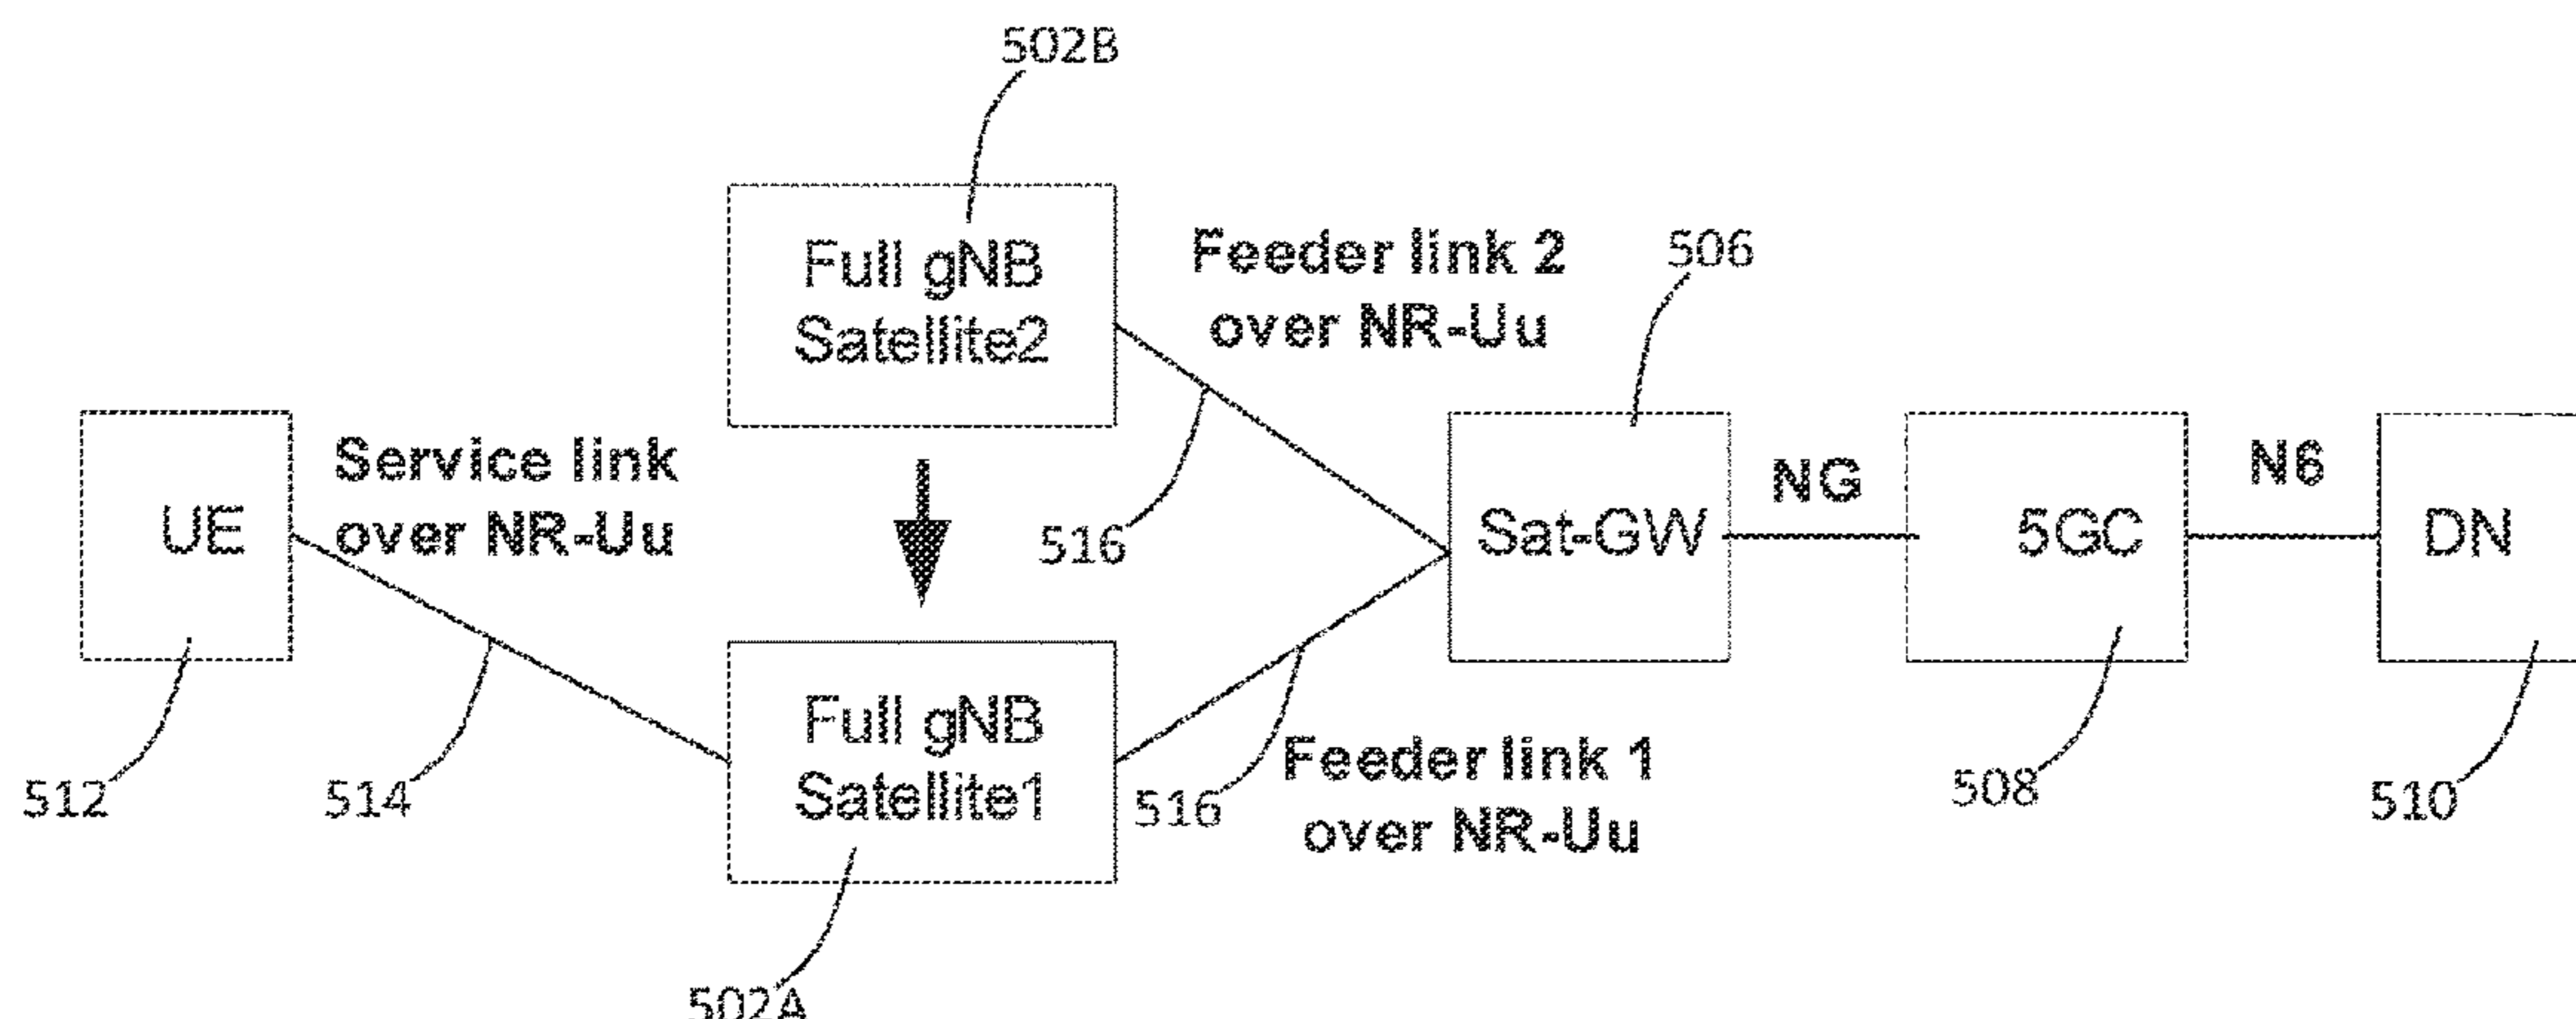 502B
Full gNB
Satellite2
Feeder link 2
over NR-Uu
506
UE
Service link
over NR-Uu
516
Sat-GW
NG
5GC
N6
DN
512
514
Full gNB
Satellite1
516
Feeder link 1
over NR-Uu
508
510
502A